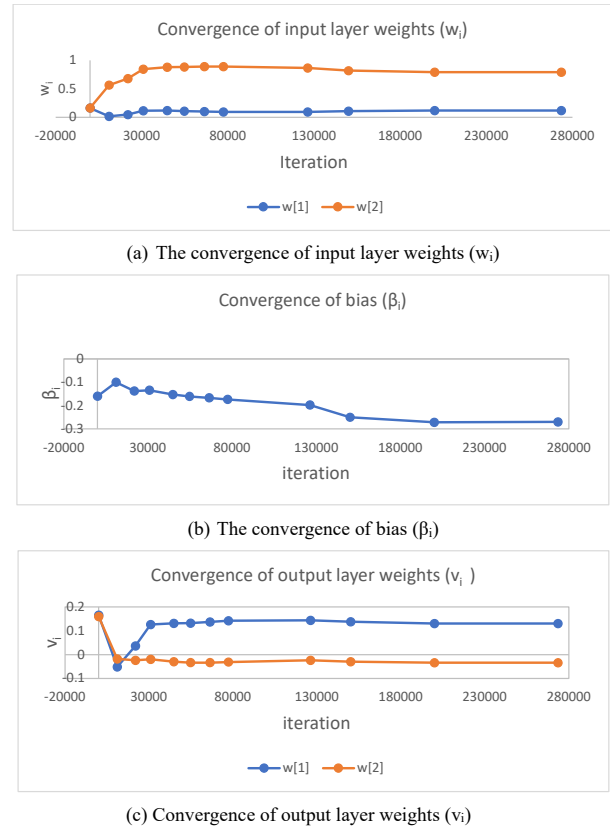 Convergence of input layer weights (wᵢ)
1
0.5
0
wᵢ
-20000 30000 80000 130000 180000 230000 280000
Iteration
w[1] w[2]
(a) The convergence of input layer weights (wᵢ)
Convergence of bias (βᵢ)
0
-0.1
-0.2
-0.3
βᵢ
-20000 30000 80000 130000 180000 230000 280000
iteration
(b) The convergence of bias (βᵢ)
Convergence of output layer weights (vᵢ )
0.2
0.1
0
-0.1
vᵢ
-20000 30000 80000 130000 180000 230000 280000
iteration
w[1] w[2]
(c) Convergence of output layer weights (vᵢ)